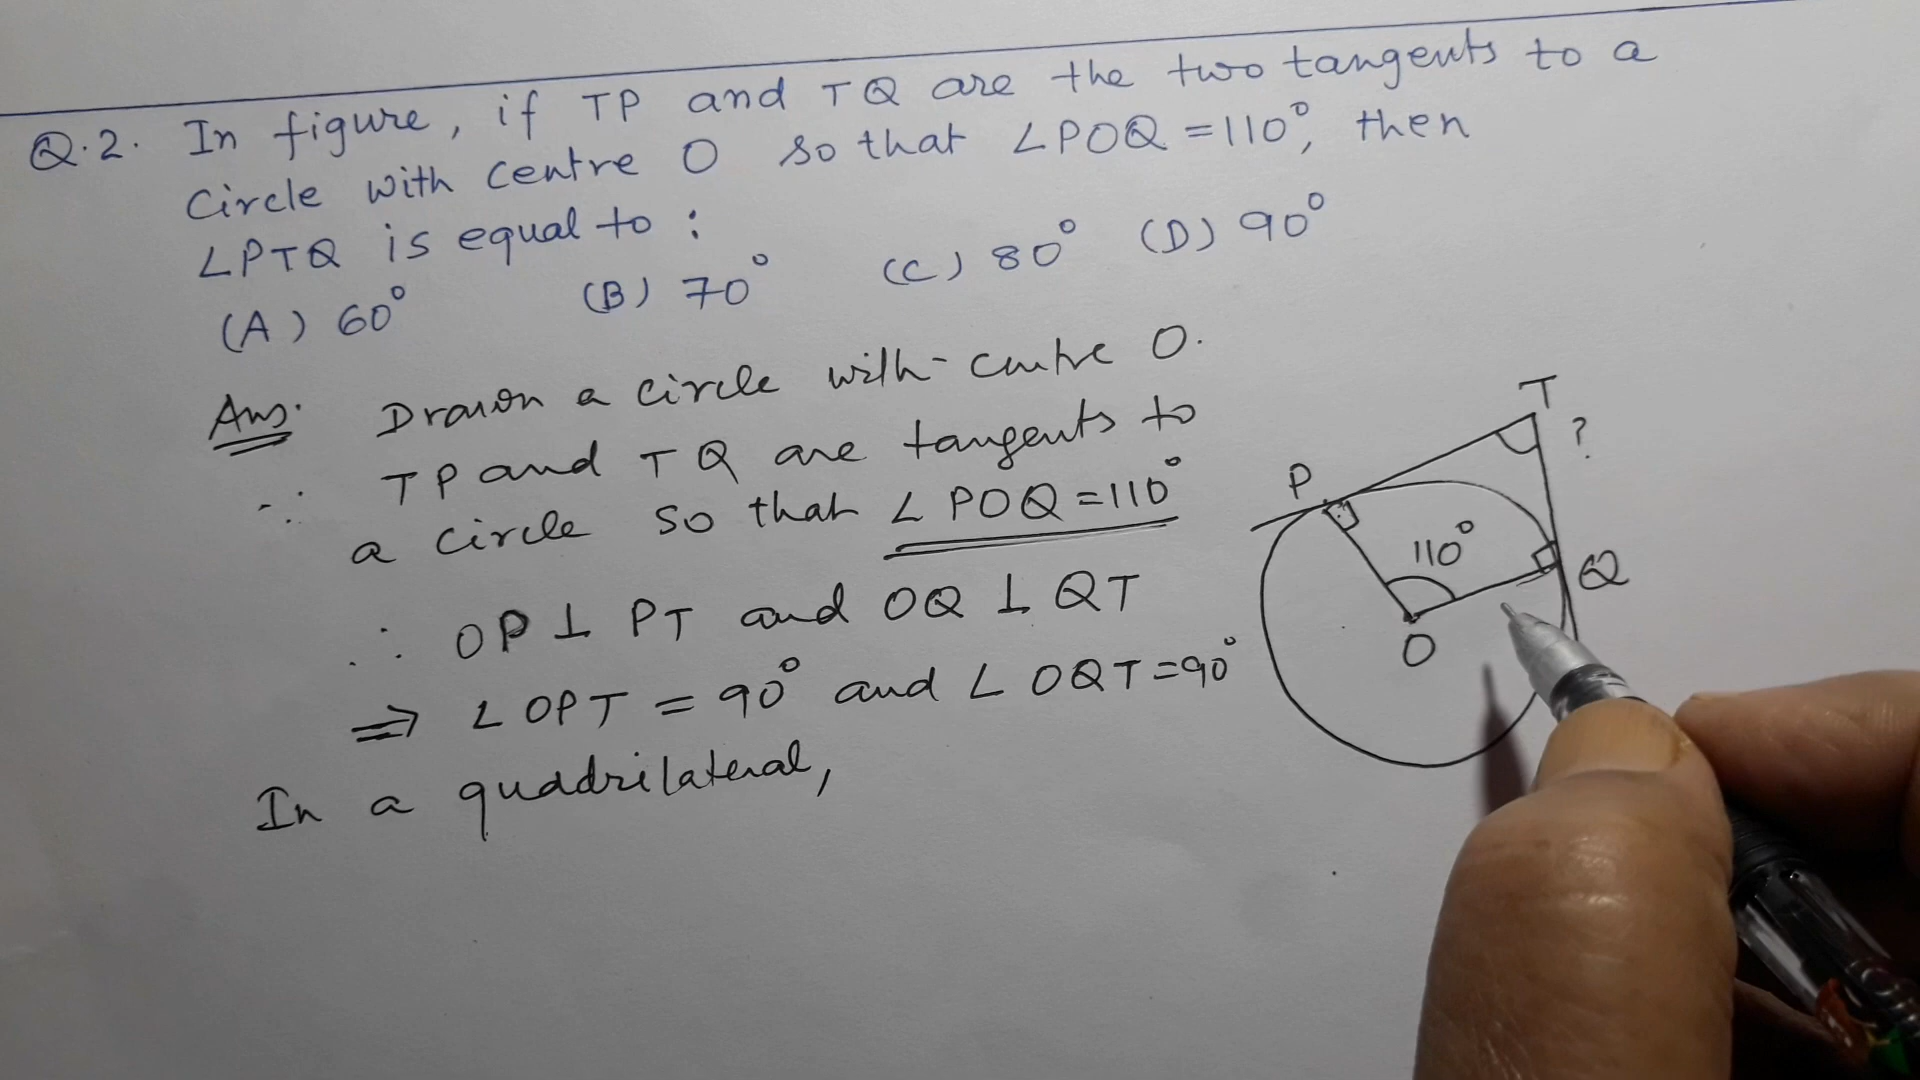 Q.2. In figure, if TP and TQ are the two tangents to a
Circle with centre O so that ∠POQ = 110°, then
∠PTQ is equal to :
(A) 60° (B) 70° (C) 80° (D) 90°
Ans. Drawn a circle with centre O.
∵ TP and TQ are tangents to
a circle so that ∠POQ = 110°
∴ OP ⊥ PT and OQ ⊥ QT
⇒ ∠OPT = 90° and ∠OQT = 90°
In a quadrilateral,
T
?
P
110°
Q
O